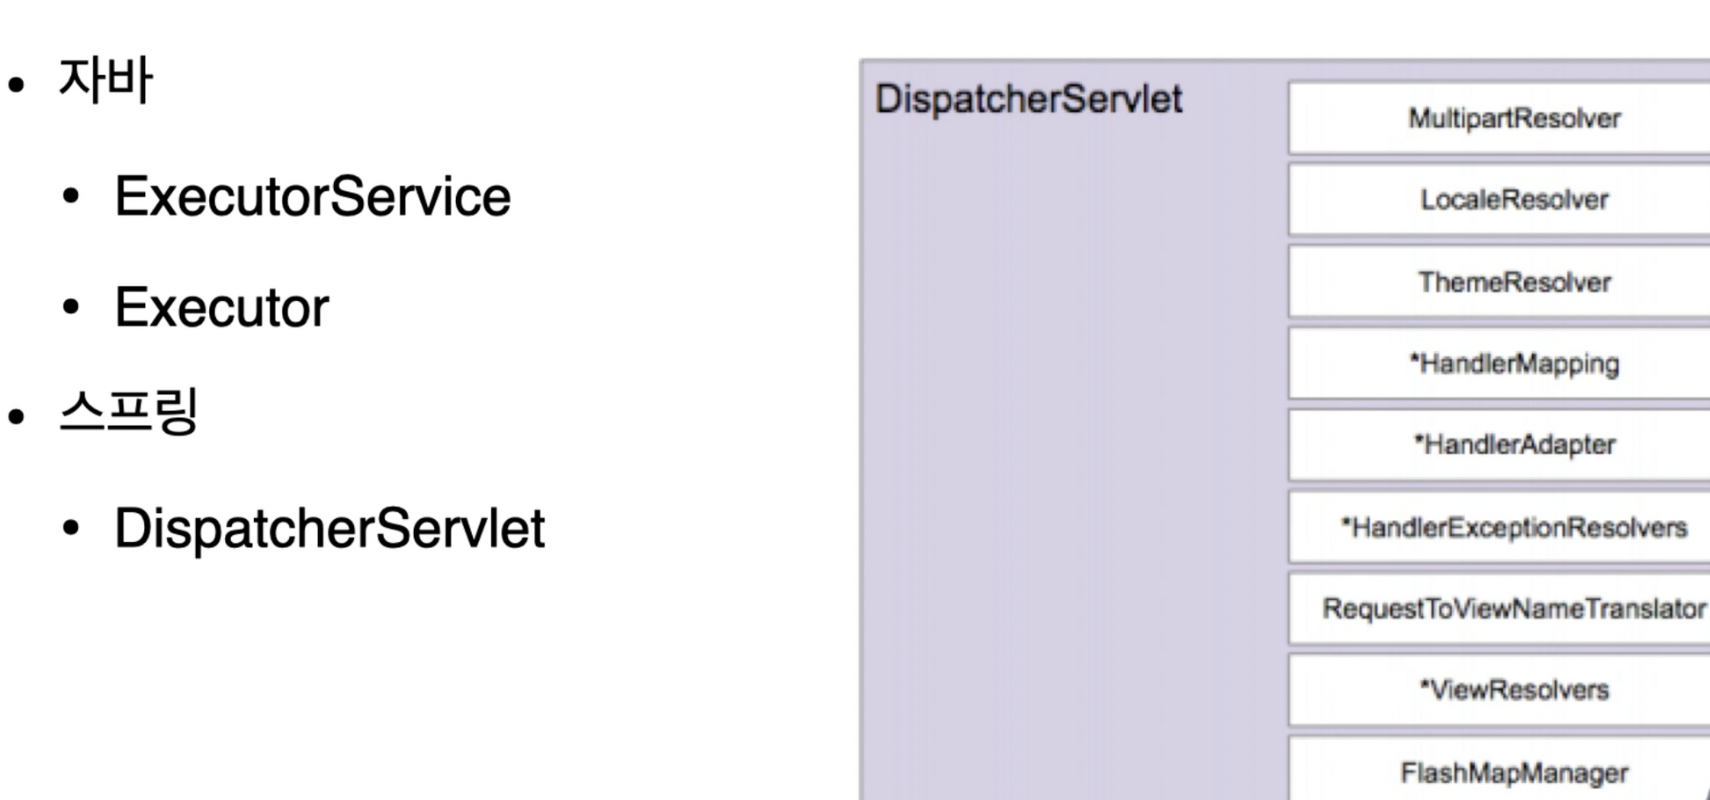 • 자바
• ExecutorService
• Executor
• 스프링
• DispatcherServlet
DispatcherServlet
MultipartResolver
LocaleResolver
ThemeResolver
*HandlerMapping
*HandlerAdapter
*HandlerExceptionResolvers
RequestToViewNameTranslator
*ViewResolvers
FlashMapManager